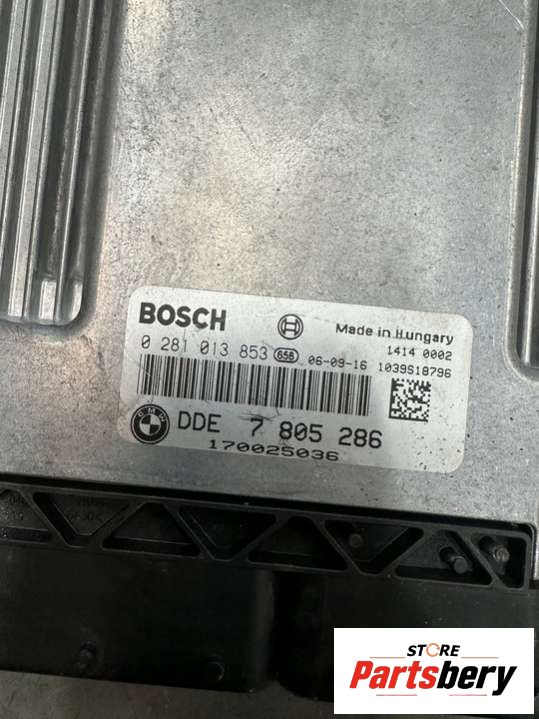 BOSCH
Made in Hungary
0 281 013 853 656 06-09-16
1414 0002
1039S18796
BMW DDE 7 805 286
170025036
STORE
Partsbery